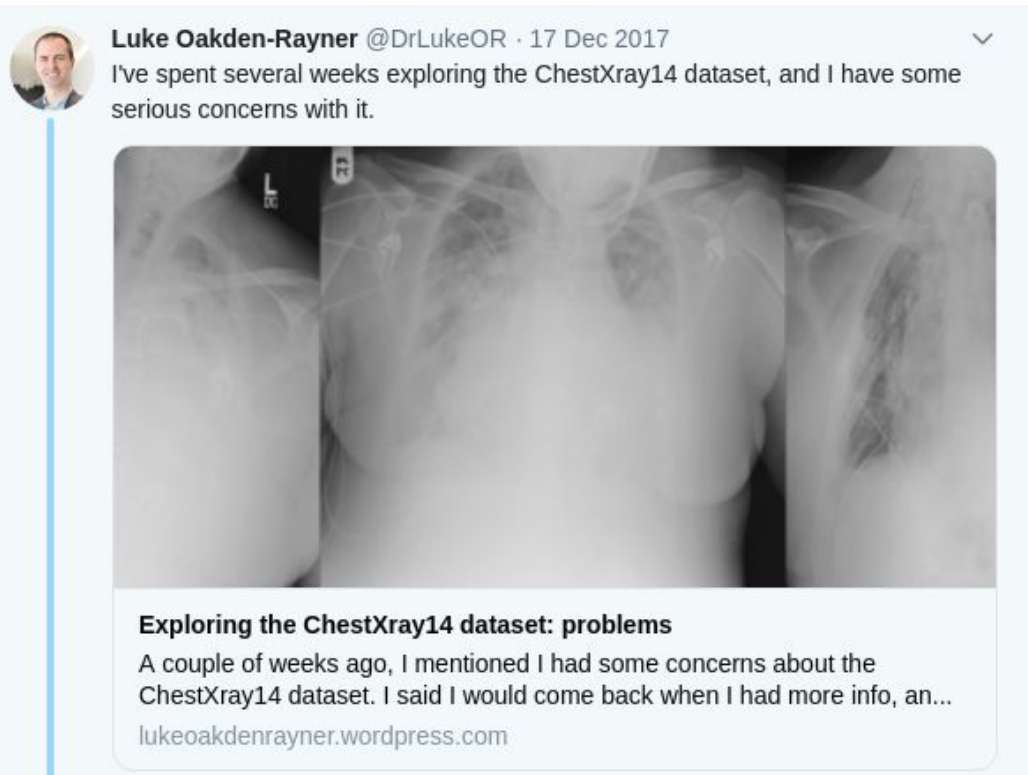 Luke Oakden-Rayner @DrLukeOR · 17 Dec 2017
I've spent several weeks exploring the ChestXray14 dataset, and I have some
serious concerns with it.
L
R
Exploring the ChestXray14 dataset: problems
A couple of weeks ago, I mentioned I had some concerns about the
ChestXray14 dataset. I said I would come back when I had more info, an...
lukeoakdenrayner.wordpress.com